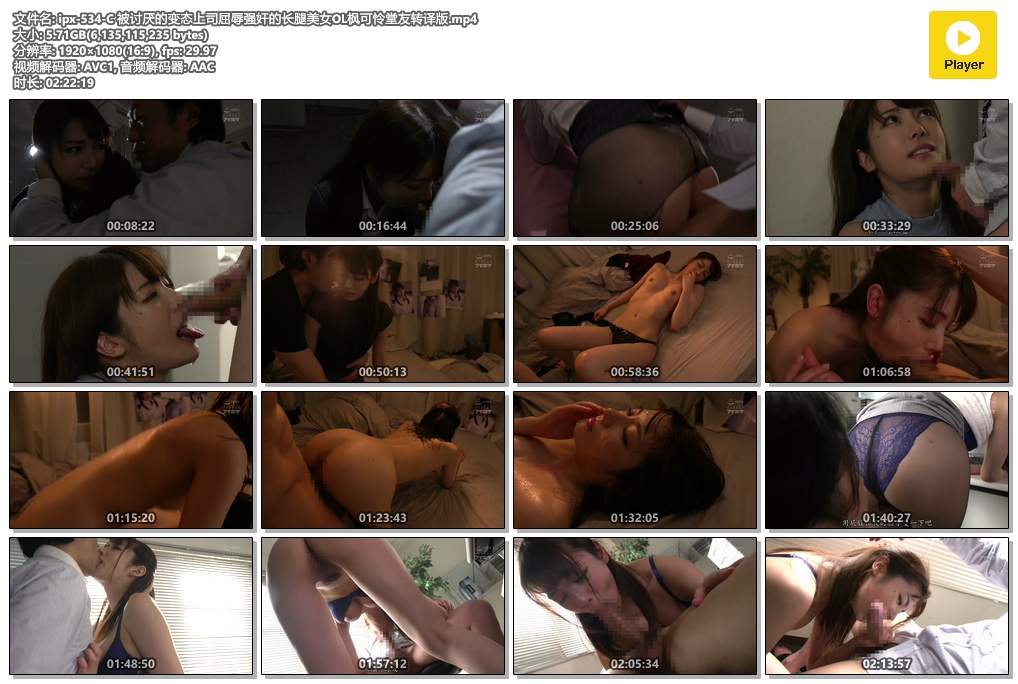 文件名: ipx-534-C 被讨厌的变态上司屈辱强奸的长腿美女OL枫可怜堂友转译版.mp4
大小: 5.71GB(6,135,115,235 bytes)
分辨率: 1920×1080(16:9), fps: 29.97
视频解码器: AVC1, 音频解码器: AAC
时长: 02:22:19
Player
00:08:22
00:16:44
00:25:06
00:33:29
00:41:51
00:50:13
00:58:36
01:06:58
01:15:20
01:23:43
01:32:05
01:40:27
01:48:50
01:57:12
02:05:34
02:13:57